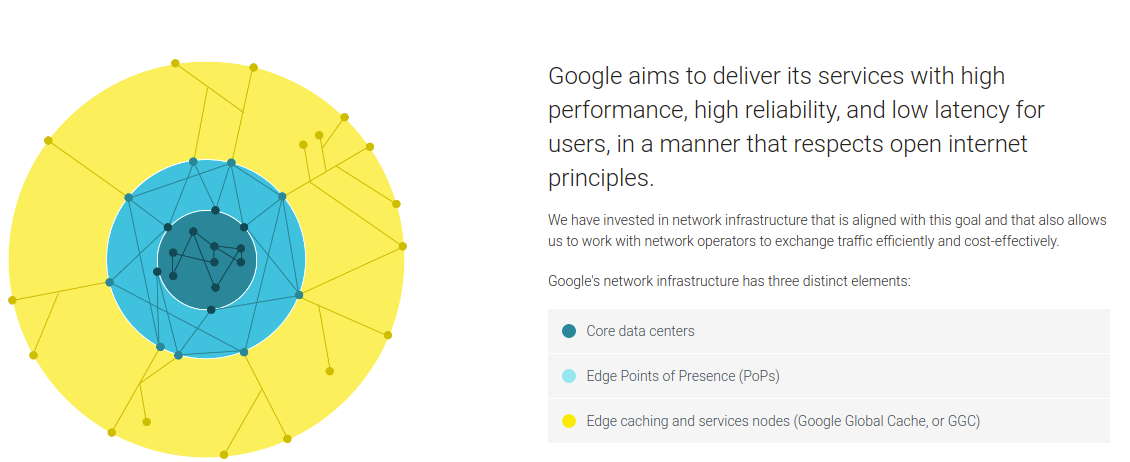 Google aims to deliver its services with high
performance, high reliability, and low latency for
users, in a manner that respects open internet
principles.
We have invested in network infrastructure that is aligned with this goal and that also allows
us to work with network operators to exchange traffic efficiently and cost-effectively.
Google's network infrastructure has three distinct elements:
Core data centers
Edge Points of Presence (PoPs)
Edge caching and services nodes (Google Global Cache, or GGC)